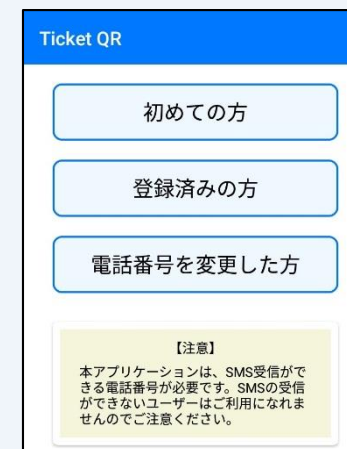 Ticket QR
初めての方
登録済みの方
電話番号を変更した方
【注意】
本アプリケーションは、SMS受信がで
きる電話番号が必要です。SMSの受信
ができないユーザーはご利用になれま
せんのでご注意ください。